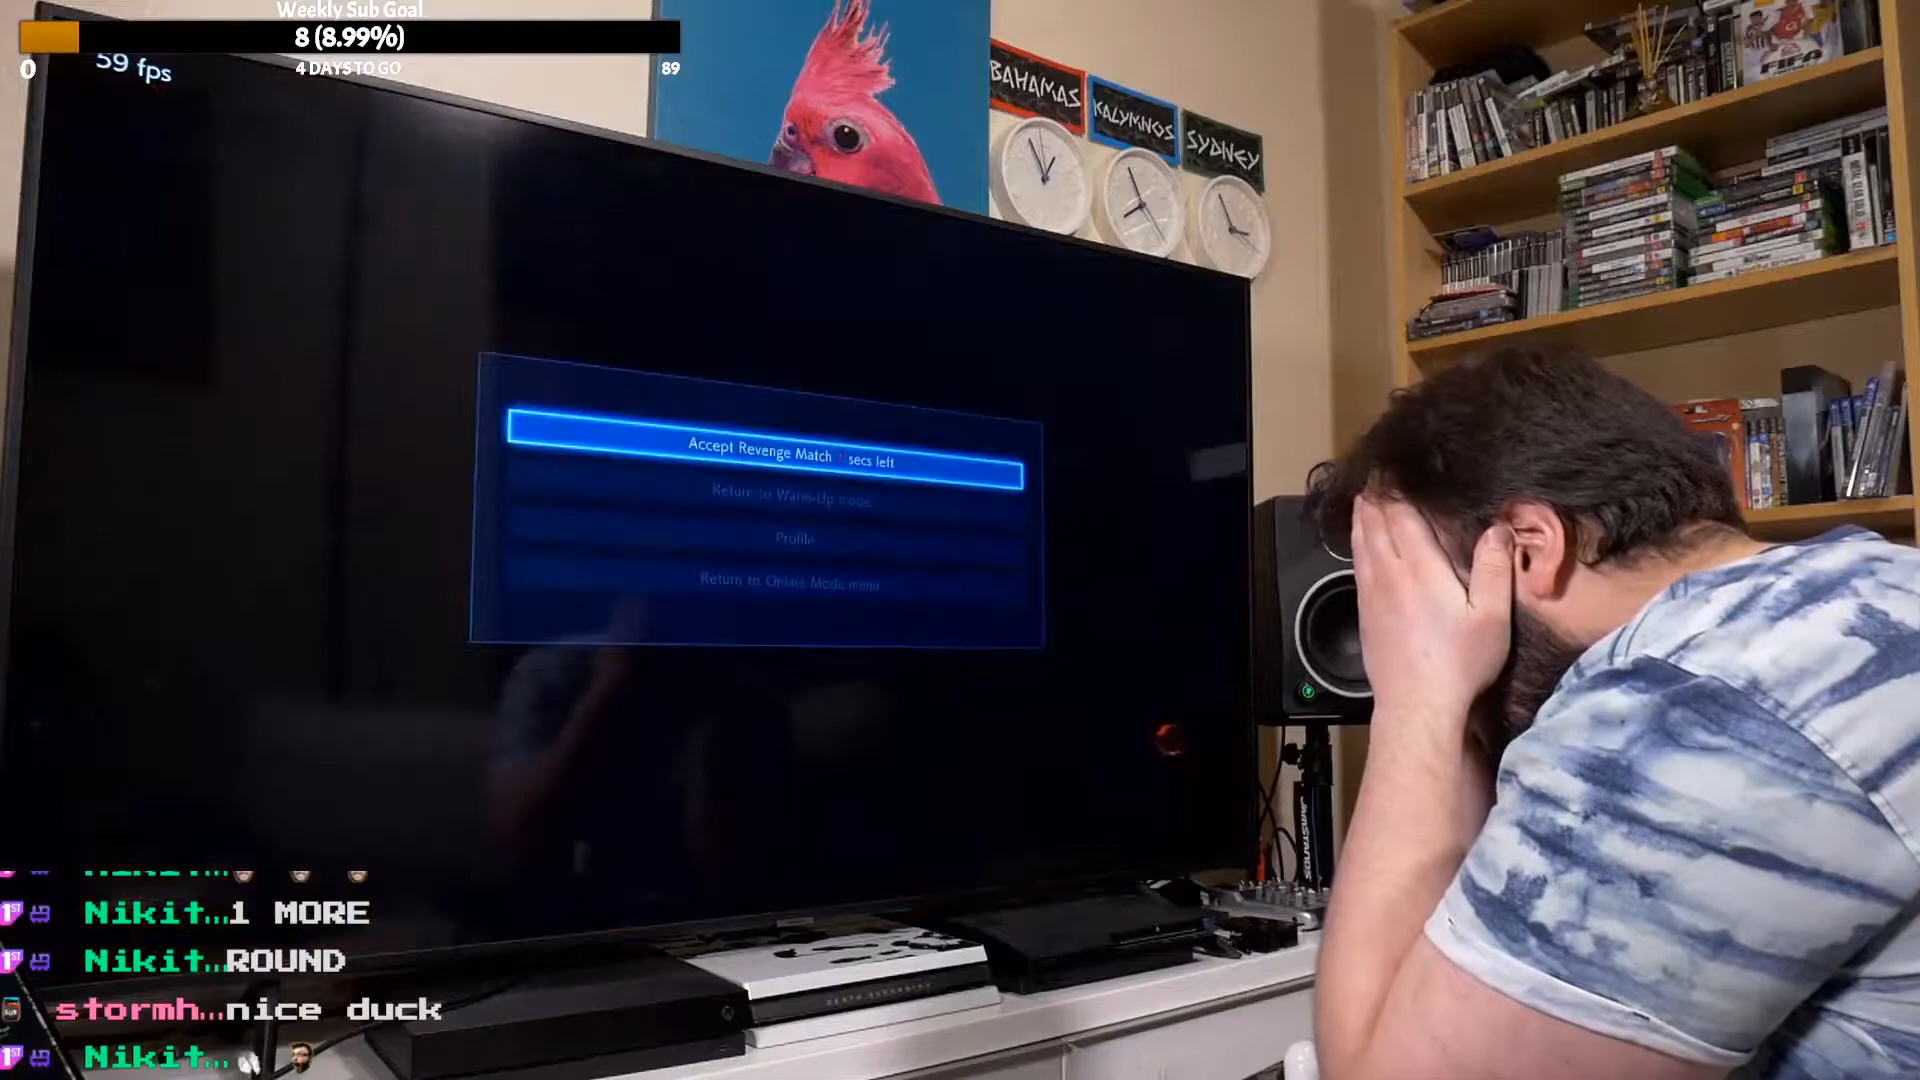 Weekly Sub Goal
8 (8.99%)
0
4 DAYS TO GO
89
59 fps
BAHAMAS
KALYMNOS
SYDNEY
Accept Revenge Match secs left
Return to Warm-Up mode
Profile
Return to Online Mode menu
Nikit...1 MORE
Nikit...ROUND
stormh...nice duck
Nikit...
DEATH STRANDING